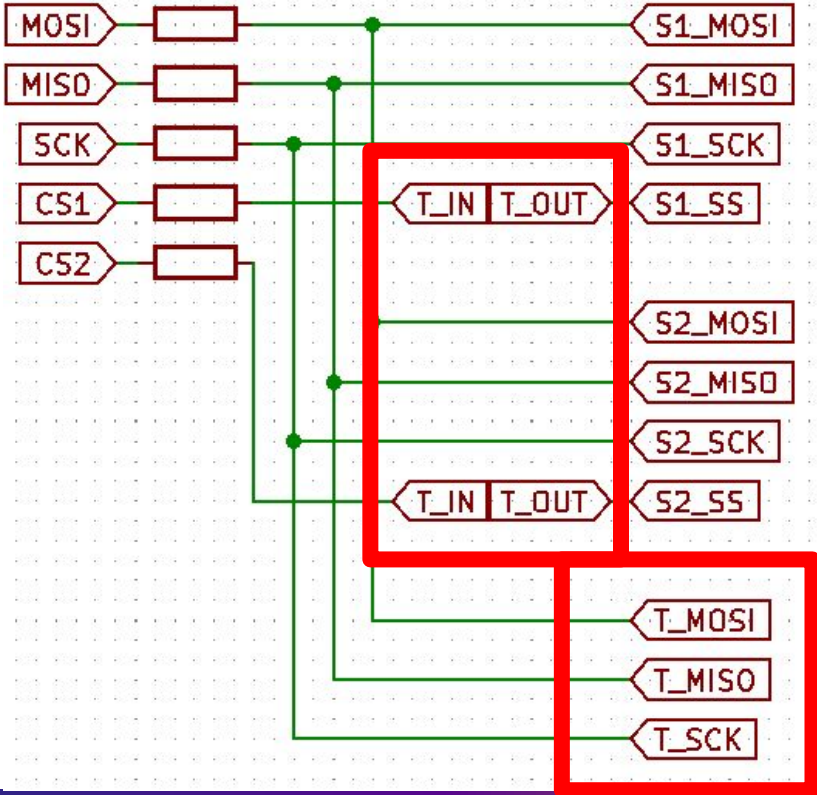 MOSI S1_MOSI
MISO S1_MISO
SCK S1_SCK
CS1 T_IN T_OUT S1_SS
CS2
S2_MOSI
S2_MISO
S2_SCK
T_IN T_OUT S2_SS
T_MOSI
T_MISO
T_SCK